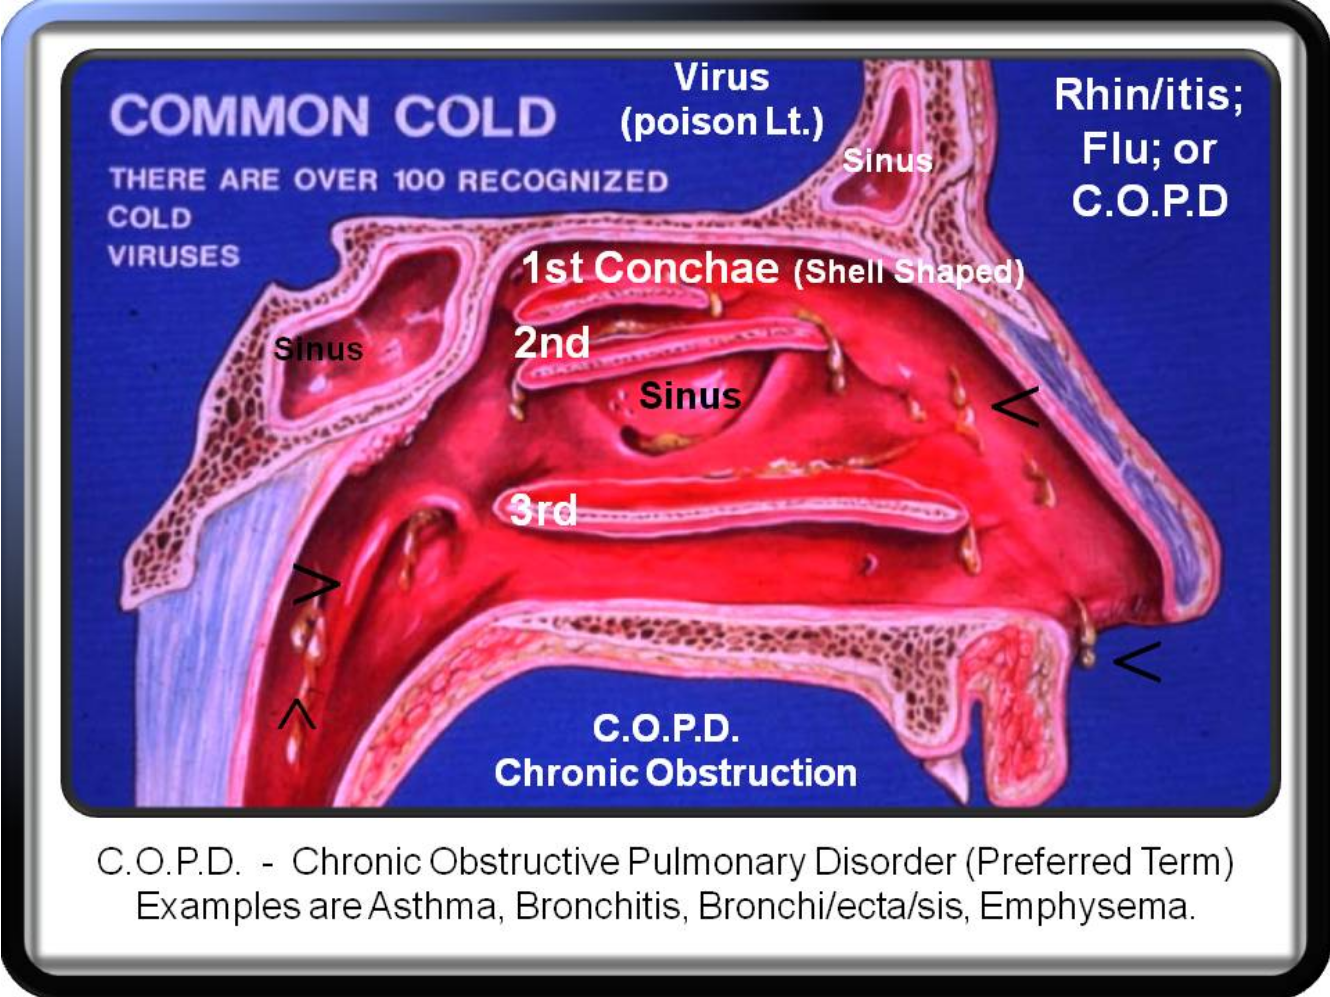 Virus
(poison Lt.)
Rhin/itis;
Flu; or
C.O.P.D
COMMON COLD
THERE ARE OVER 100 RECOGNIZED
COLD
VIRUSES
Sinus
1st Conchae (Shell Shaped)
2nd
Sinus
Sinus
3rd
<
>
<
^
C.O.P.D.
Chronic Obstruction
C.O.P.D. - Chronic Obstructive Pulmonary Disorder (Preferred Term)
Examples are Asthma, Bronchitis, Bronchi/ecta/sis, Emphysema.